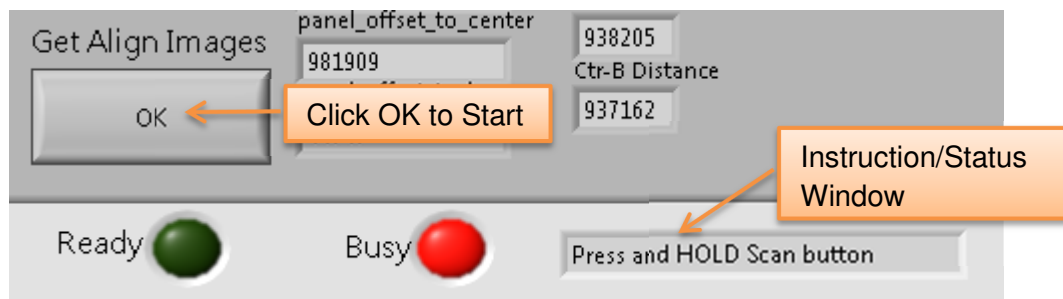 Get Align Images
OK
panel_offset_to_center
981909
938205
Ctr-B Distance
937162
Click OK to Start
Instruction/Status
Window
Ready
Busy
Press and HOLD Scan button